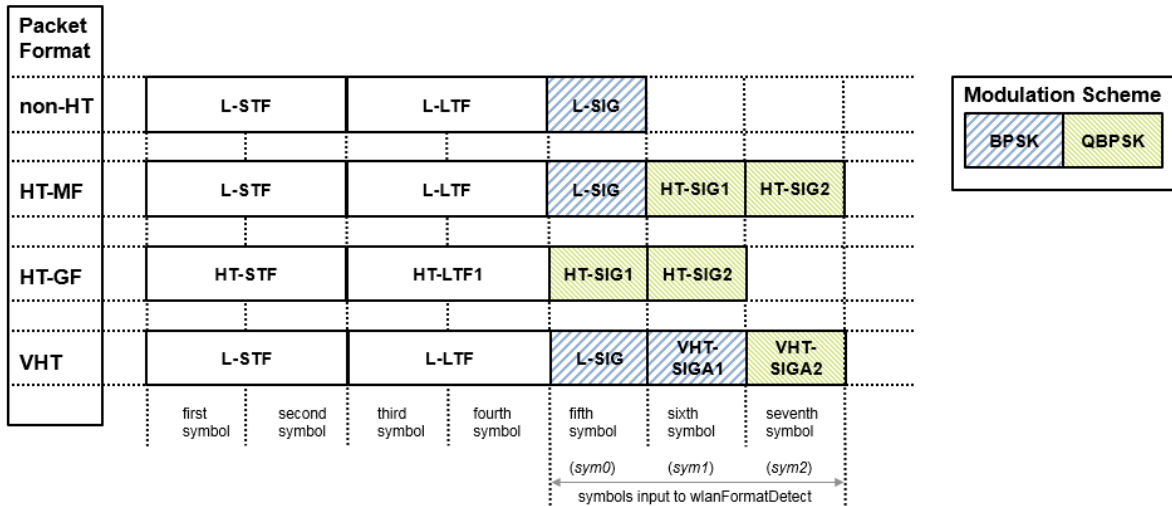 Packet
Format
non-HT
L-STF
L-LTF
L-SIG
HT-MF
L-STF
L-LTF
L-SIG
HT-SIG1
HT-SIG2
HT-GF
HT-STF
HT-LTF1
HT-SIG1
HT-SIG2
VHT
L-STF
L-LTF
L-SIG
VHT-
SIGA1
VHT-
SIGA2
first
symbol
second
symbol
third
symbol
fourth
symbol
fifth
symbol
sixth
symbol
seventh
symbol
(sym0)
(sym1)
(sym2)
symbols input to wlanFormatDetect
Modulation Scheme
BPSK
QBPSK